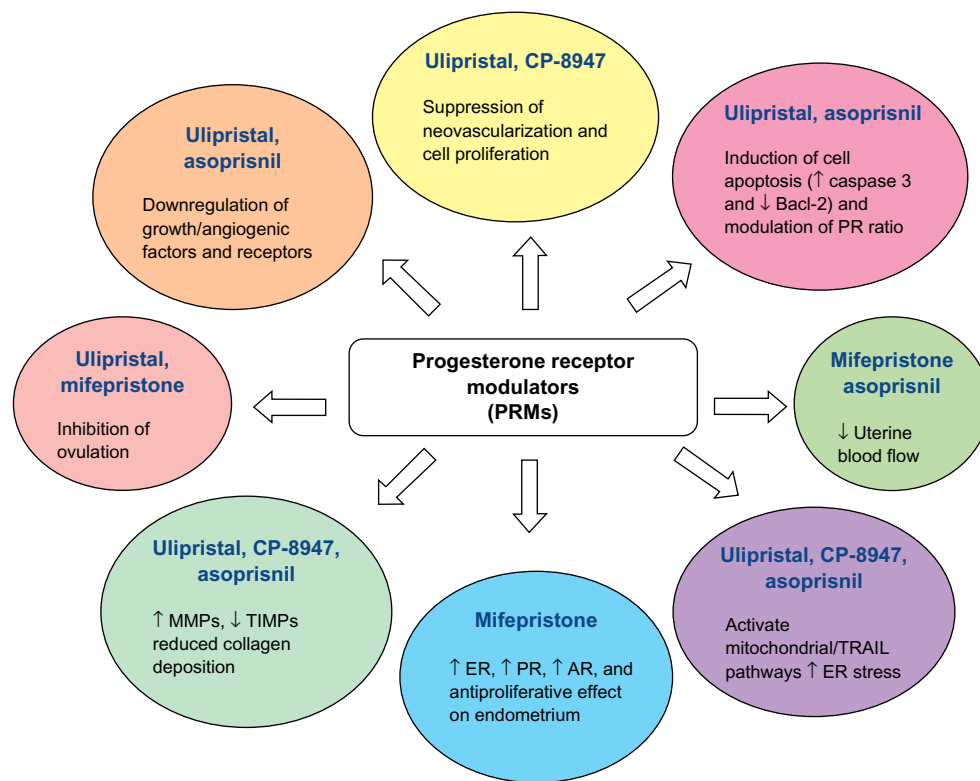 Uliprital, CP-8947
Suppression of
neovascularization and
cell proliferation
Ulipristal,
asoprisnil
Downregulation of
growth/angiogenic
factors and receptors
Ulipristal, asoprisnil
Induction of cell
apoptosis (↑ caspase 3
and ↓ Bacl-2) and
modulation of PR ratio
Ulipristal,
mifepristone
Inhibition of
ovulation
Progesterone receptor
modulators
(PRMs)
Mifepristone
asoprisnil
↓ Uterine
blood flow
Ulipristal, CP-8947,
asoprisnil
↑ MMPs, ↓ TIMPs
reduced collagen
deposition
Mifepristone
↑ ER, ↑ PR, ↑ AR, and
antiproliferative effect
on endometrium
Ulipristal, CP-8947,
asoprisnil
Activate
mitochondrial/TRAIL
pathways ↑ ER stress